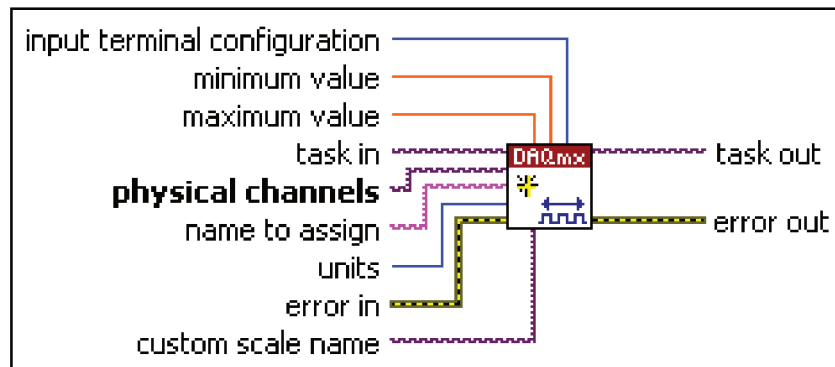 input terminal configuration
minimum value
maximum value
task in
physical channels
name to assign
units
error in
custom scale name
DAQmx
task out
error out